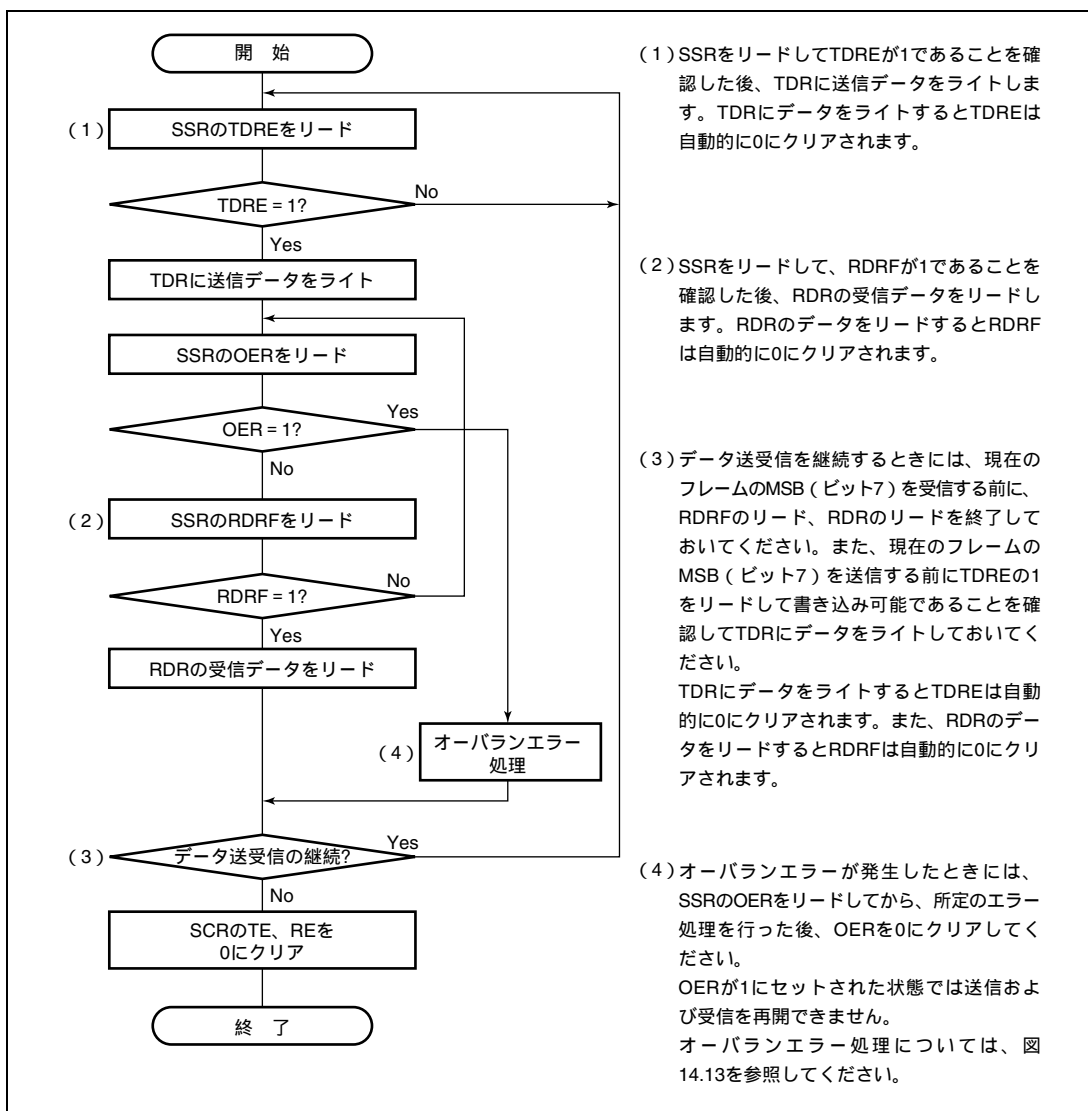 開　始
(1) SSRのTDREをリード
TDRE = 1?
No
Yes
TDRに送信データをライト
SSRのOERをリード
OER = 1?
Yes
No
(2) SSRのRDRFをリード
RDRF = 1?
No
Yes
RDRの受信データをリード
(4) オーバランエラー
処理
(3) データ送受信の継続?
Yes
No
SCRのTE、REを
0にクリア
終　了
(1) SSRをリードしてTDREが1であることを確
認した後、TDRに送信データをライトしま
す。TDRにデータをライトするとTDREは
自動的に0にクリアされます。
(2) SSRをリードして、RDRFが1であることを
確認した後、RDRの受信データをリードし
ます。RDRのデータをリードするとRDRF
は自動的に0にクリアされます。
(3) データ送受信を継続するときには、現在の
フレームのMSB(ビット7)を受信する前に、
RDRFのリード、RDRのリードを終了して
おいてください。また、現在のフレームの
MSB(ビット7)を送信する前にTDREの1
をリードして書き込み可能であることを確
認してTDRにデータをライトしておいてく
ださい。
TDRにデータをライトするとTDREは自動
的に0にクリアされます。また、RDRのデー
タをリードするとRDRFは自動的に0にクリ
アされます。
(4) オーバランエラーが発生したときには、
SSRのOERをリードしてから、所定のエラー
処理を行った後、OERを0にクリアしてく
ださい。
OERが1にセットされた状態では送信およ
び受信を再開できません。
オーバランエラー処理については、図
14.13を参照してください。